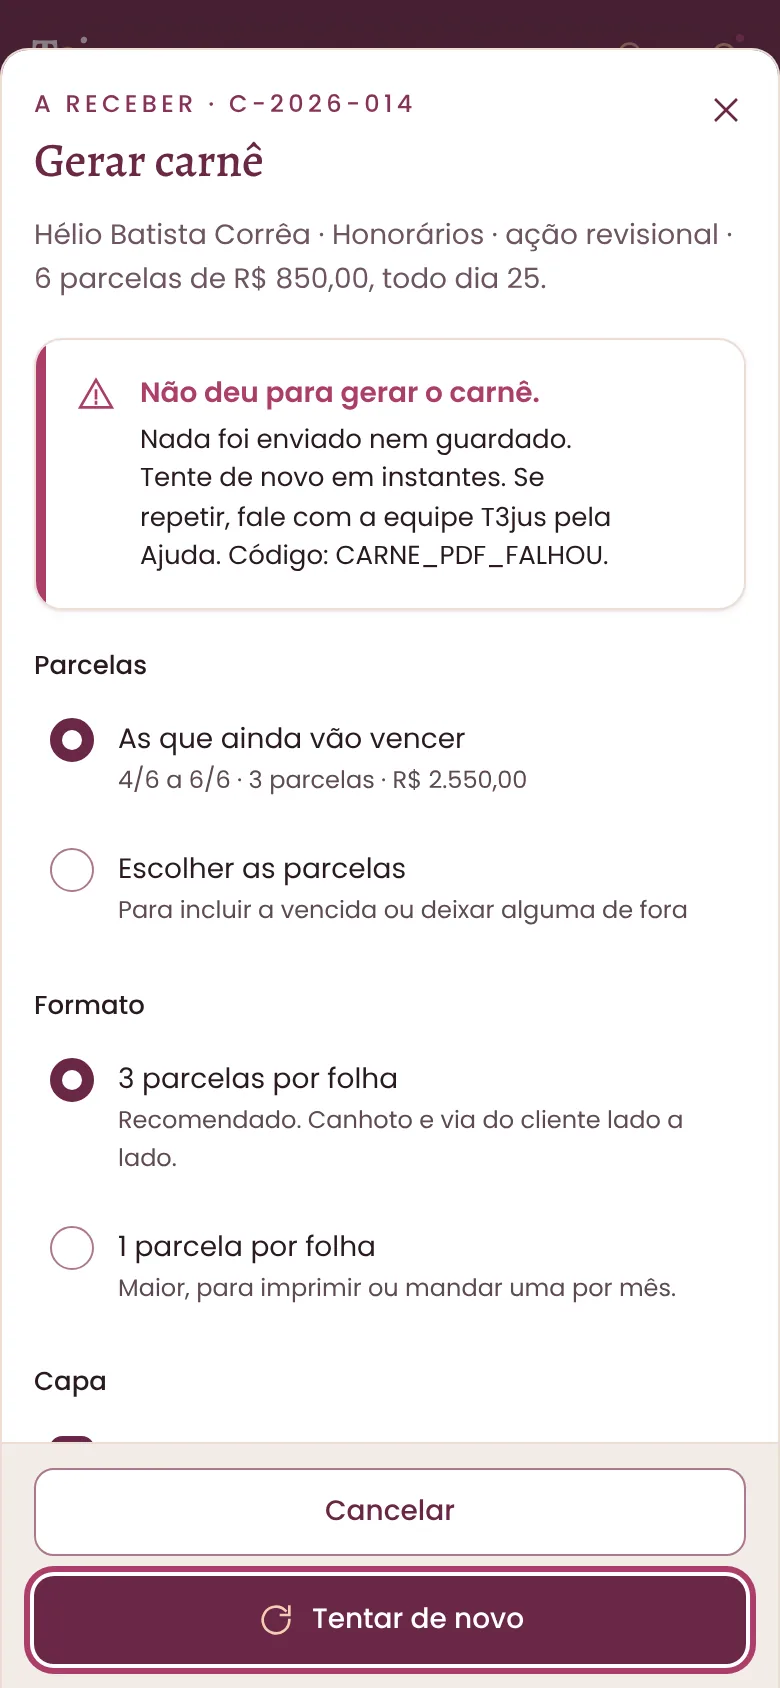 A RECEBER · C-2026-014
Gerar carnê
Hélio Batista Corrêa · Honorários · ação revisional ·
6 parcelas de R$ 850,00, todo dia 25.
Não deu para gerar o carnê.
Nada foi enviado nem guardado.
Tente de novo em instantes. Se
repetir, fale com a equipe T3jus pela
Ajuda. Código: CARNE_PDF_FALHOU.
Parcelas
As que ainda vão vencer
4/6 a 6/6 · 3 parcelas · R$ 2.550,00
Escolher as parcelas
Para incluir a vencida ou deixar alguma de fora
Formato
3 parcelas por folha
Recomendado. Canhoto e via do cliente lado a
lado.
1 parcela por folha
Maior, para imprimir ou mandar uma por mês.
Capa
Cancelar
Tentar de novo